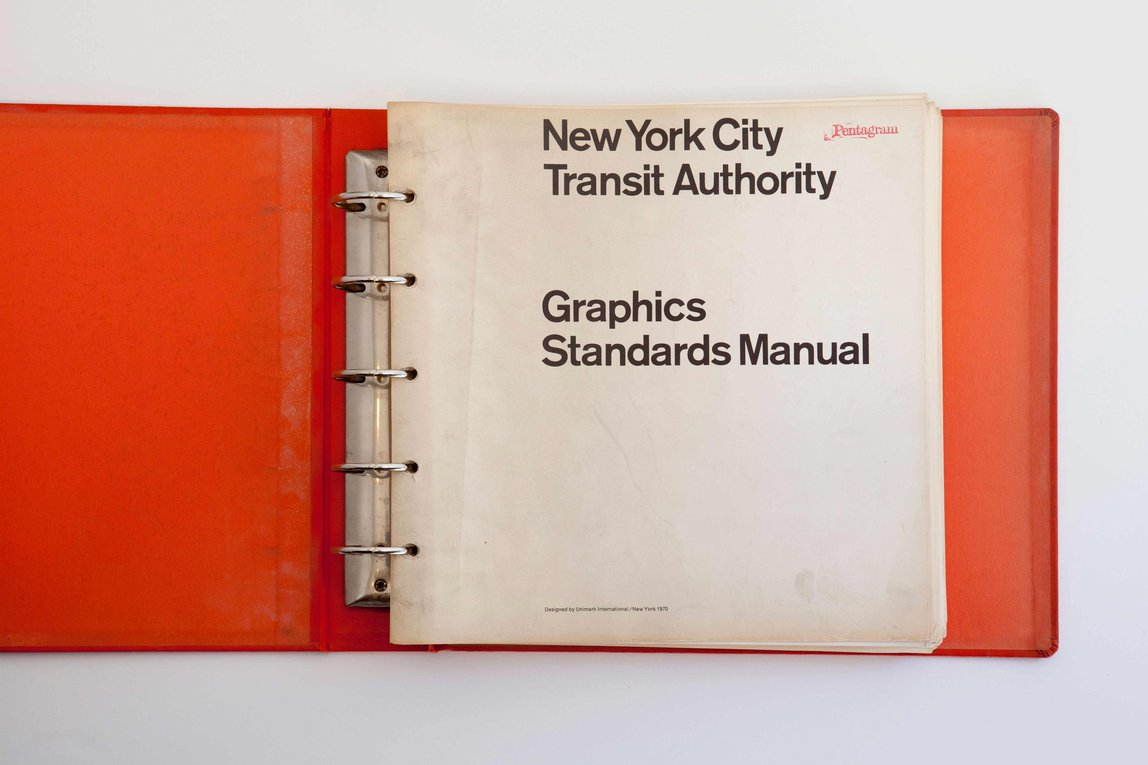 New York City
Transit Authority
Pentagram
Graphics
Standards Manual
Designed by Unimark International/New York 1970